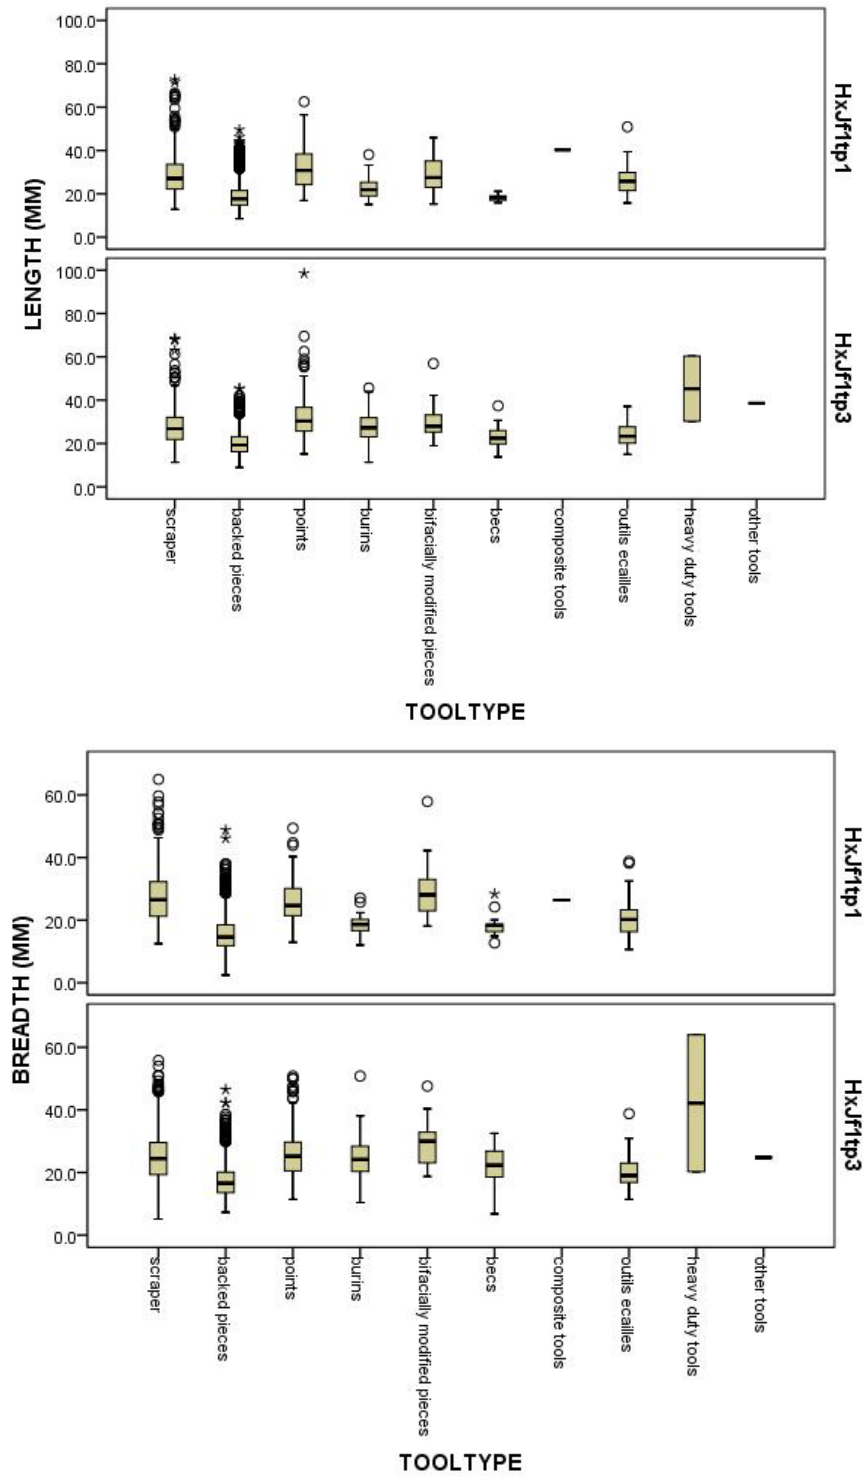 LENGTH (MM)
100.0
80.0
60.0
40.0
20.0
0.0
HxJf1tp1
100.0
80.0
60.0
40.0
20.0
0.0
HxJf1tp3
scraper
backed pieces
points
burins
bifacially modified pieces
becs
composite tools
outils ecailles
heavy duty tools
other tools
TOOLTYPE
BREADTH (MM)
60.0
40.0
20.0
0.0
HxJf1tp1
60.0
40.0
20.0
0.0
HxJf1tp3
scraper
backed pieces
points
burins
bifacially modified pieces
becs
composite tools
outils ecailles
heavy duty tools
other tools
TOOLTYPE